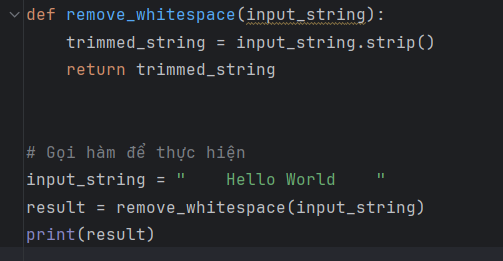 def remove_whitespace(input_string):
    trimmed_string = input_string.strip()
    return trimmed_string
# Gọi hàm để thực hiện
input_string = "    Hello World    "
result = remove_whitespace(input_string)
print(result)